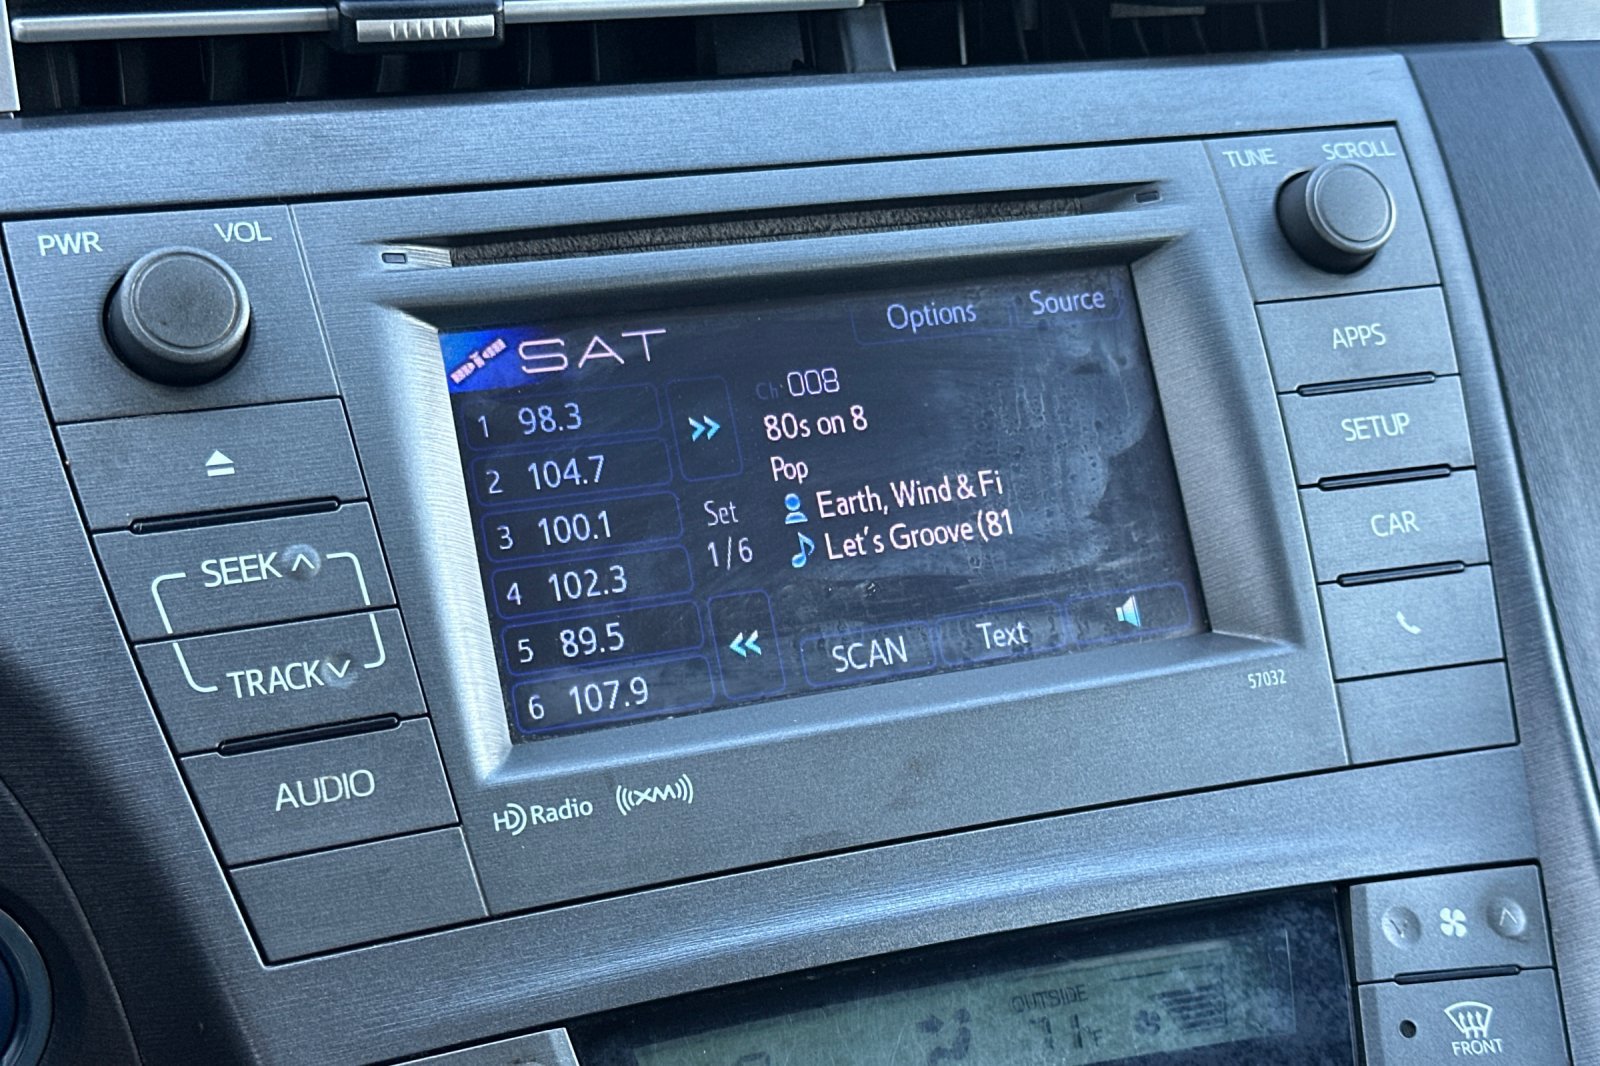 PWR VOL
TUNE SCROLL
SAT
Options Source
Ch 008
80s on 8
Pop
Earth, Wind & Fi
Let's Groove (81
1 98.3
2 104.7
3 100.1
4 102.3
5 89.5
6 107.9
Set
1/6
SCAN Text
SEEK
TRACK
AUDIO
APPS
SETUP
CAR
57032
HD Radio ((XM))
OUTSIDE
71°F
FRONT